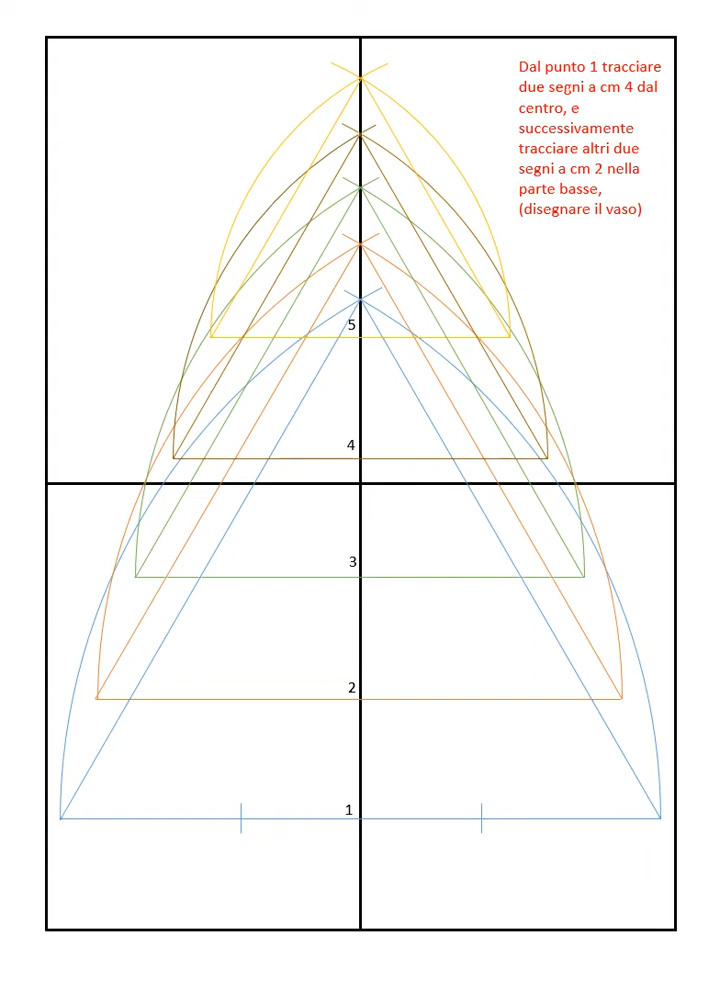 Dal punto 1 tracciare
due segni a cm 4 dal
centro, e
successivamente
tracciare altri due
segni a cm 2 nella
parte basse,
(disegnare il vaso)
5
4
3
2
1